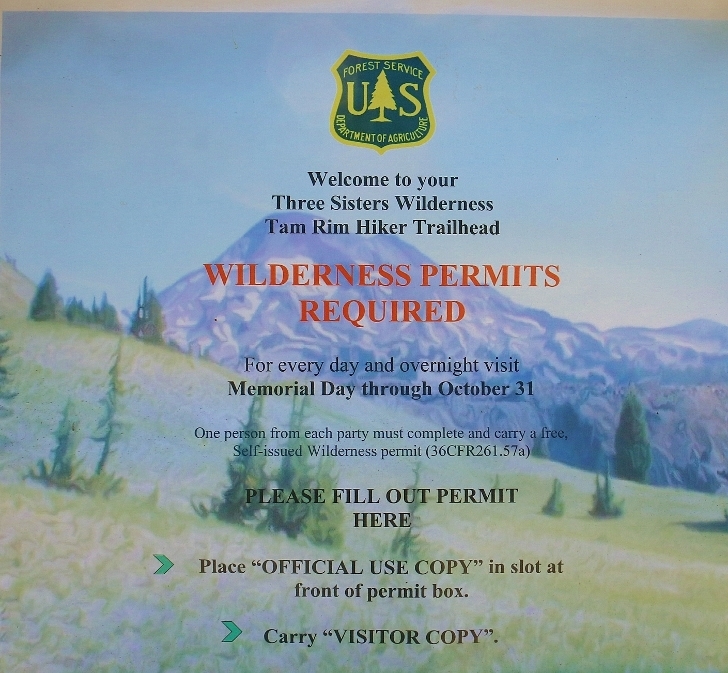 FOREST SERVICE
U S
DEPARTMENT OF AGRICULTURE
Welcome to your
Three Sisters Wilderness
Tam Rim Hiker Trailhead
WILDERNESS PERMITS
REQUIRED
For every day and overnight visit
Memorial Day through October 31
One person from each party must complete and carry a free,
Self-issued Wilderness permit (36CFR261.57a)
PLEASE FILL OUT PERMIT
HERE
Place “OFFICIAL USE COPY” in slot at
front of permit box.
Carry “VISITOR COPY”.